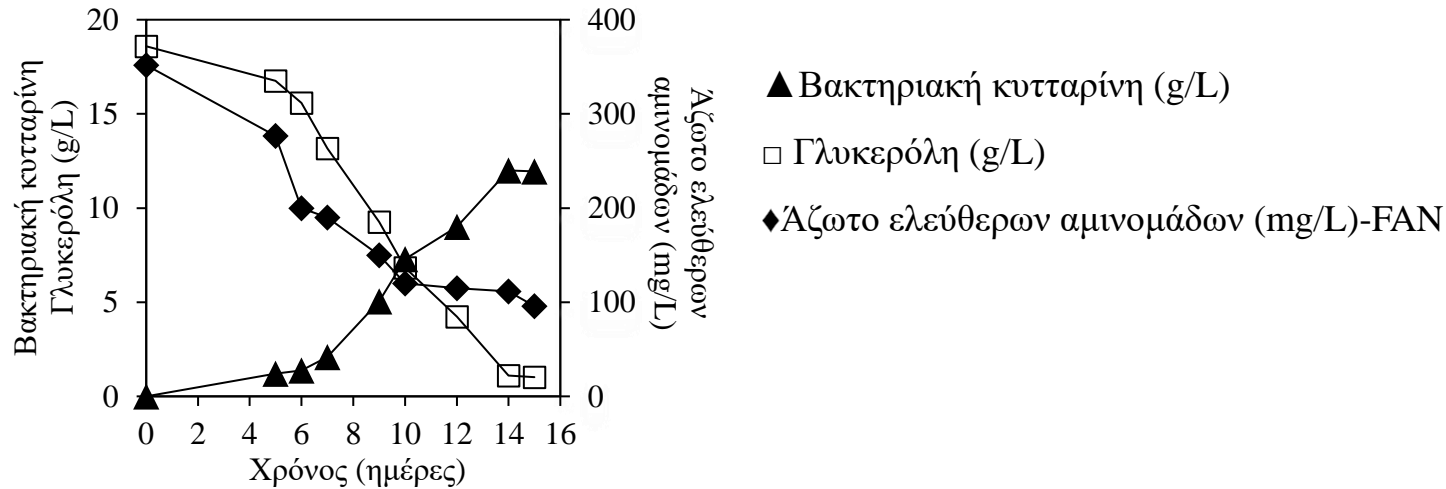 20
15
10
5
0
400
300
200
100
0
0 2 4 6 8 10 12 14 16
Χρόνος (ημέρες)
Βακτηριακή κυτταρίνη
Γλυκερόλη (g/L)
Άζωτο ελεύθερων
αμινομάδων (mg/L)
Βακτηριακή κυτταρίνη (g/L)
Γλυκερόλη (g/L)
Άζωτο ελεύθερων αμινομάδων (mg/L)-FAN